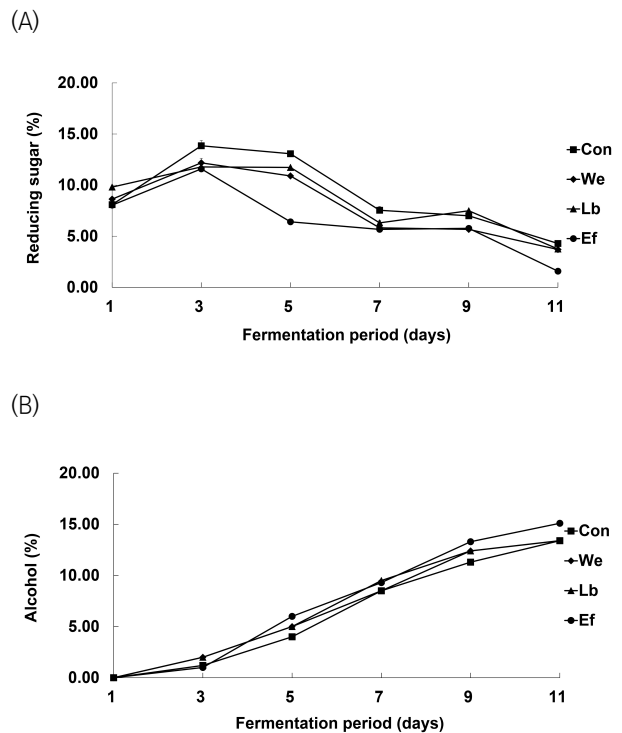 (A)
20.00
15.00
10.00
5.00
0.00
Reducing sugar (%)
1 3 5 7 9 11
Fermentation period (days)
Con
We
Lb
Ef
(B)
20.00
15.00
10.00
5.00
0.00
Alcohol (%)
1 3 5 7 9 11
Fermentation period (days)
Con
We
Lb
Ef